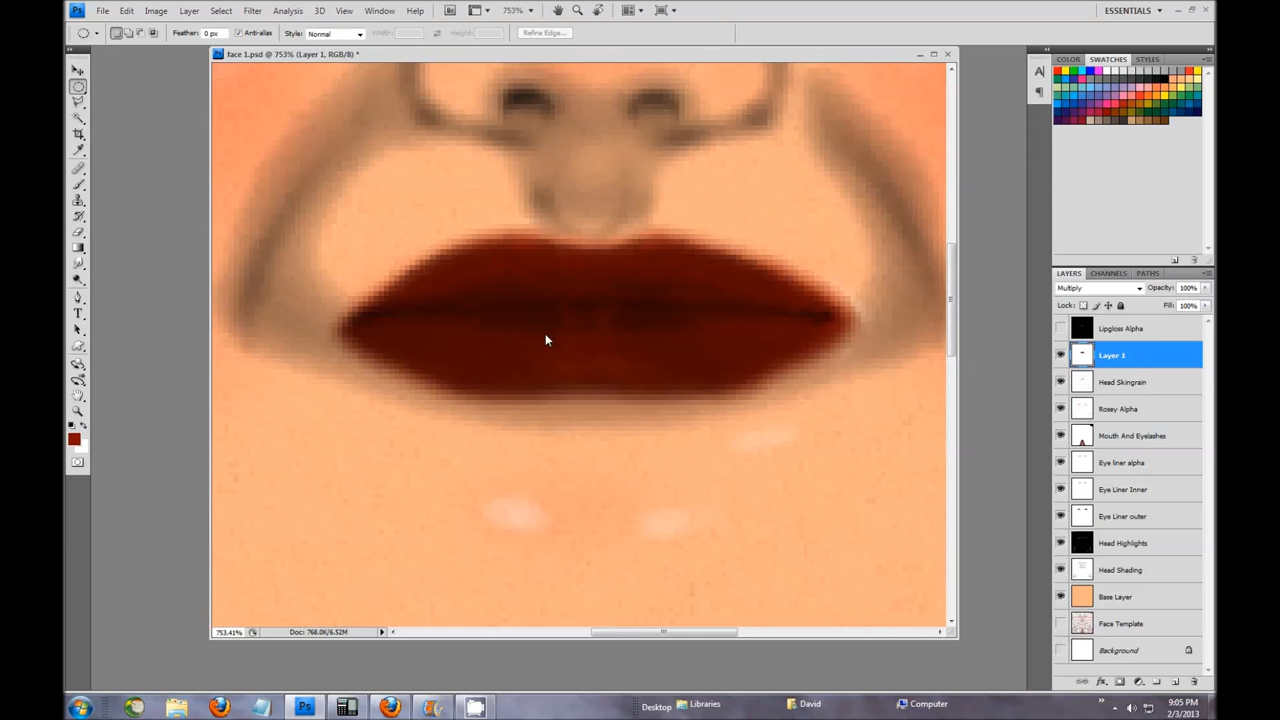 Ps File Edit Image Layer Select Filter Analysis 3D View Window Help Br 753% ESSENTIALS
Feather: 0 px Anti-alias Style: Normal Width: Height: Refine Edge...
face 1.psd @ 753% (Layer 1, RGB/8) *
COLOR SWATCHES STYLES
LAYERS CHANNELS PATHS
Multiply Opacity: 100%
Lock: Fill: 100%
Lipgloss Alpha
Layer 1
Head Skingrain
Rosey Alpha
Mouth And Eyelashes
Eye liner alpha
Eye Liner Inner
Eye Liner outer
Head Highlights
Head Shading
Base Layer
Face Template
Background
753.41% Doc: 768.0K/6.52M
Ps Desktop Libraries David Computer 9:05 PM
2/3/2013